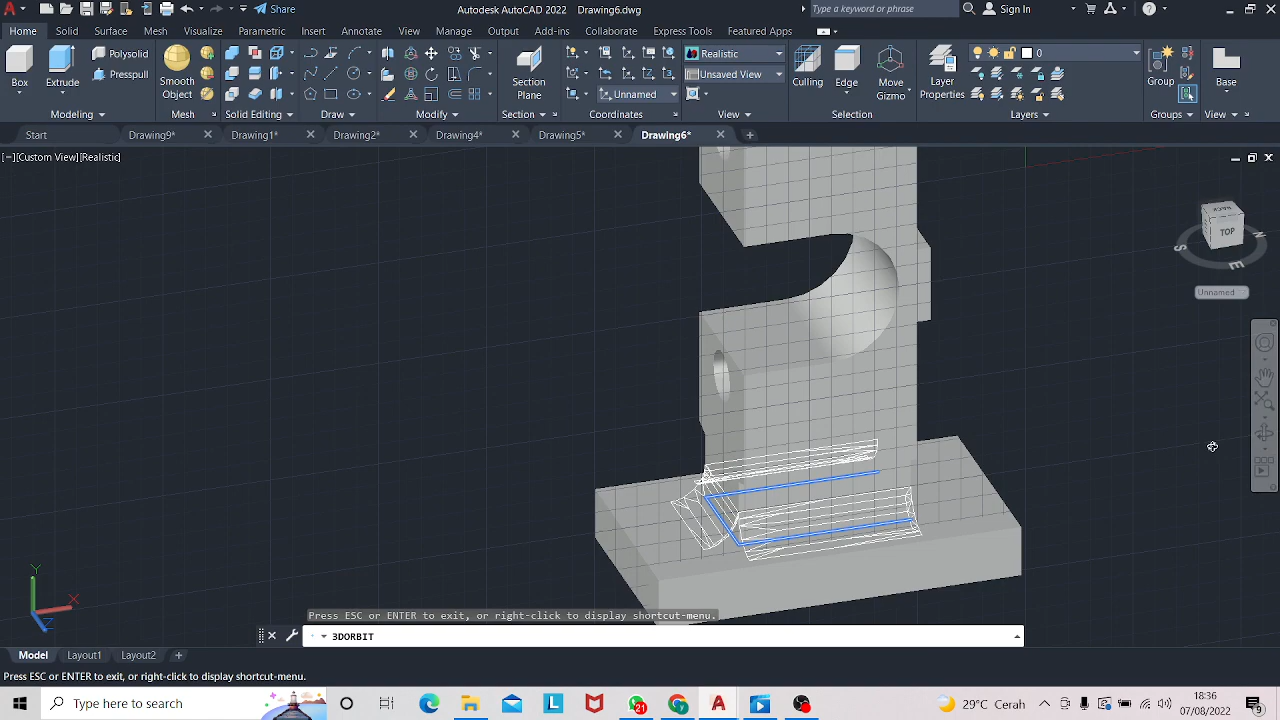 Share
Autodesk AutoCAD 2022 Drawing6.dwg
Type a keyword or phrase
Sign In
Home Solid Surface Mesh Visualize Parametric Insert Annotate View Manage Output Add-ins Collaborate Express Tools Featured Apps
Box
Extrude
Polysolid
Presspull
Smooth
Object
Section
Plane
Unnamed
Realistic
Unsaved View
Culling
Edge
Move
Gizmo
Layer
Properties
0
Group
Base
Modeling Mesh Solid Editing Draw Modify Section Coordinates View Selection Layers Groups View
Start Drawing9* Drawing1* Drawing2* Drawing4* Drawing5* Drawing6*
[−][Custom View][Realistic]
BACK
TOP
S
N
E
Unnamed
Y
X
Z
Press ESC or ENTER to exit, or right-click to display shortcut-menu.
3DORBIT
Model Layout1 Layout2
Press ESC or ENTER to exit, or right-click to display shortcut-menu.
Type here to search
L
21
A
29°C Cerah
18:36
07/08/2022